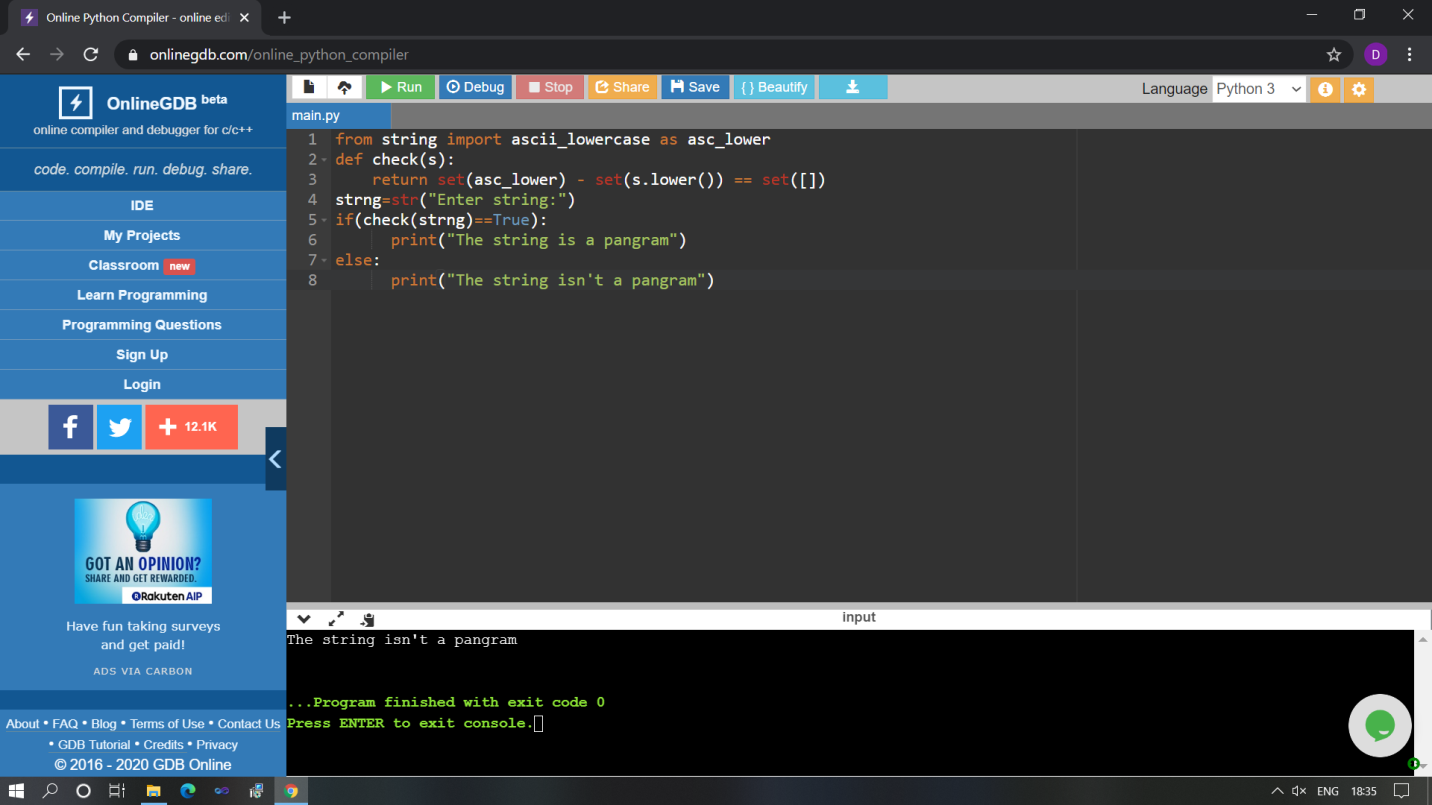 Online Python Compiler - online edi
onlinegdb.com/online_python_compiler
D
OnlineGDB beta
online compiler and debugger for c/c++
code. compile. run. debug. share.
IDE
My Projects
Classroom new
Learn Programming
Programming Questions
Sign Up
Login
12.1K
GOT AN OPINION?
SHARE AND GET REWARDED.
Rakuten AIP
Have fun taking surveys
and get paid!
ADS VIA CARBON
About • FAQ • Blog • Terms of Use • Contact Us
• GDB Tutorial • Credits • Privacy
© 2016 - 2020 GDB Online
Run Debug Stop Share Save { } Beautify
Language Python 3
main.py
1 from string import ascii_lowercase as asc_lower
2 def check(s):
3     return set(asc_lower) - set(s.lower()) == set([])
4 strng=str("Enter string:")
5 if(check(strng)==True):
6       print("The string is a pangram")
7 else:
8       print("The string isn't a pangram")
input
The string isn't a pangram
...Program finished with exit code 0
Press ENTER to exit console.
ENG 18:35